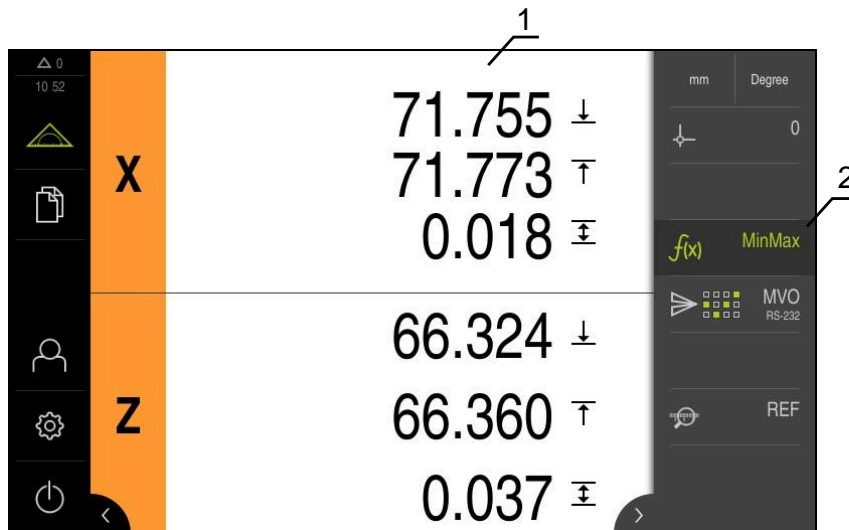 1
△ 0
10 52
mm Degree
0
X
71.755
71.773
0.018
2
f(x) MinMax
MVO
RS-232
Z
66.324
66.360
0.037
REF